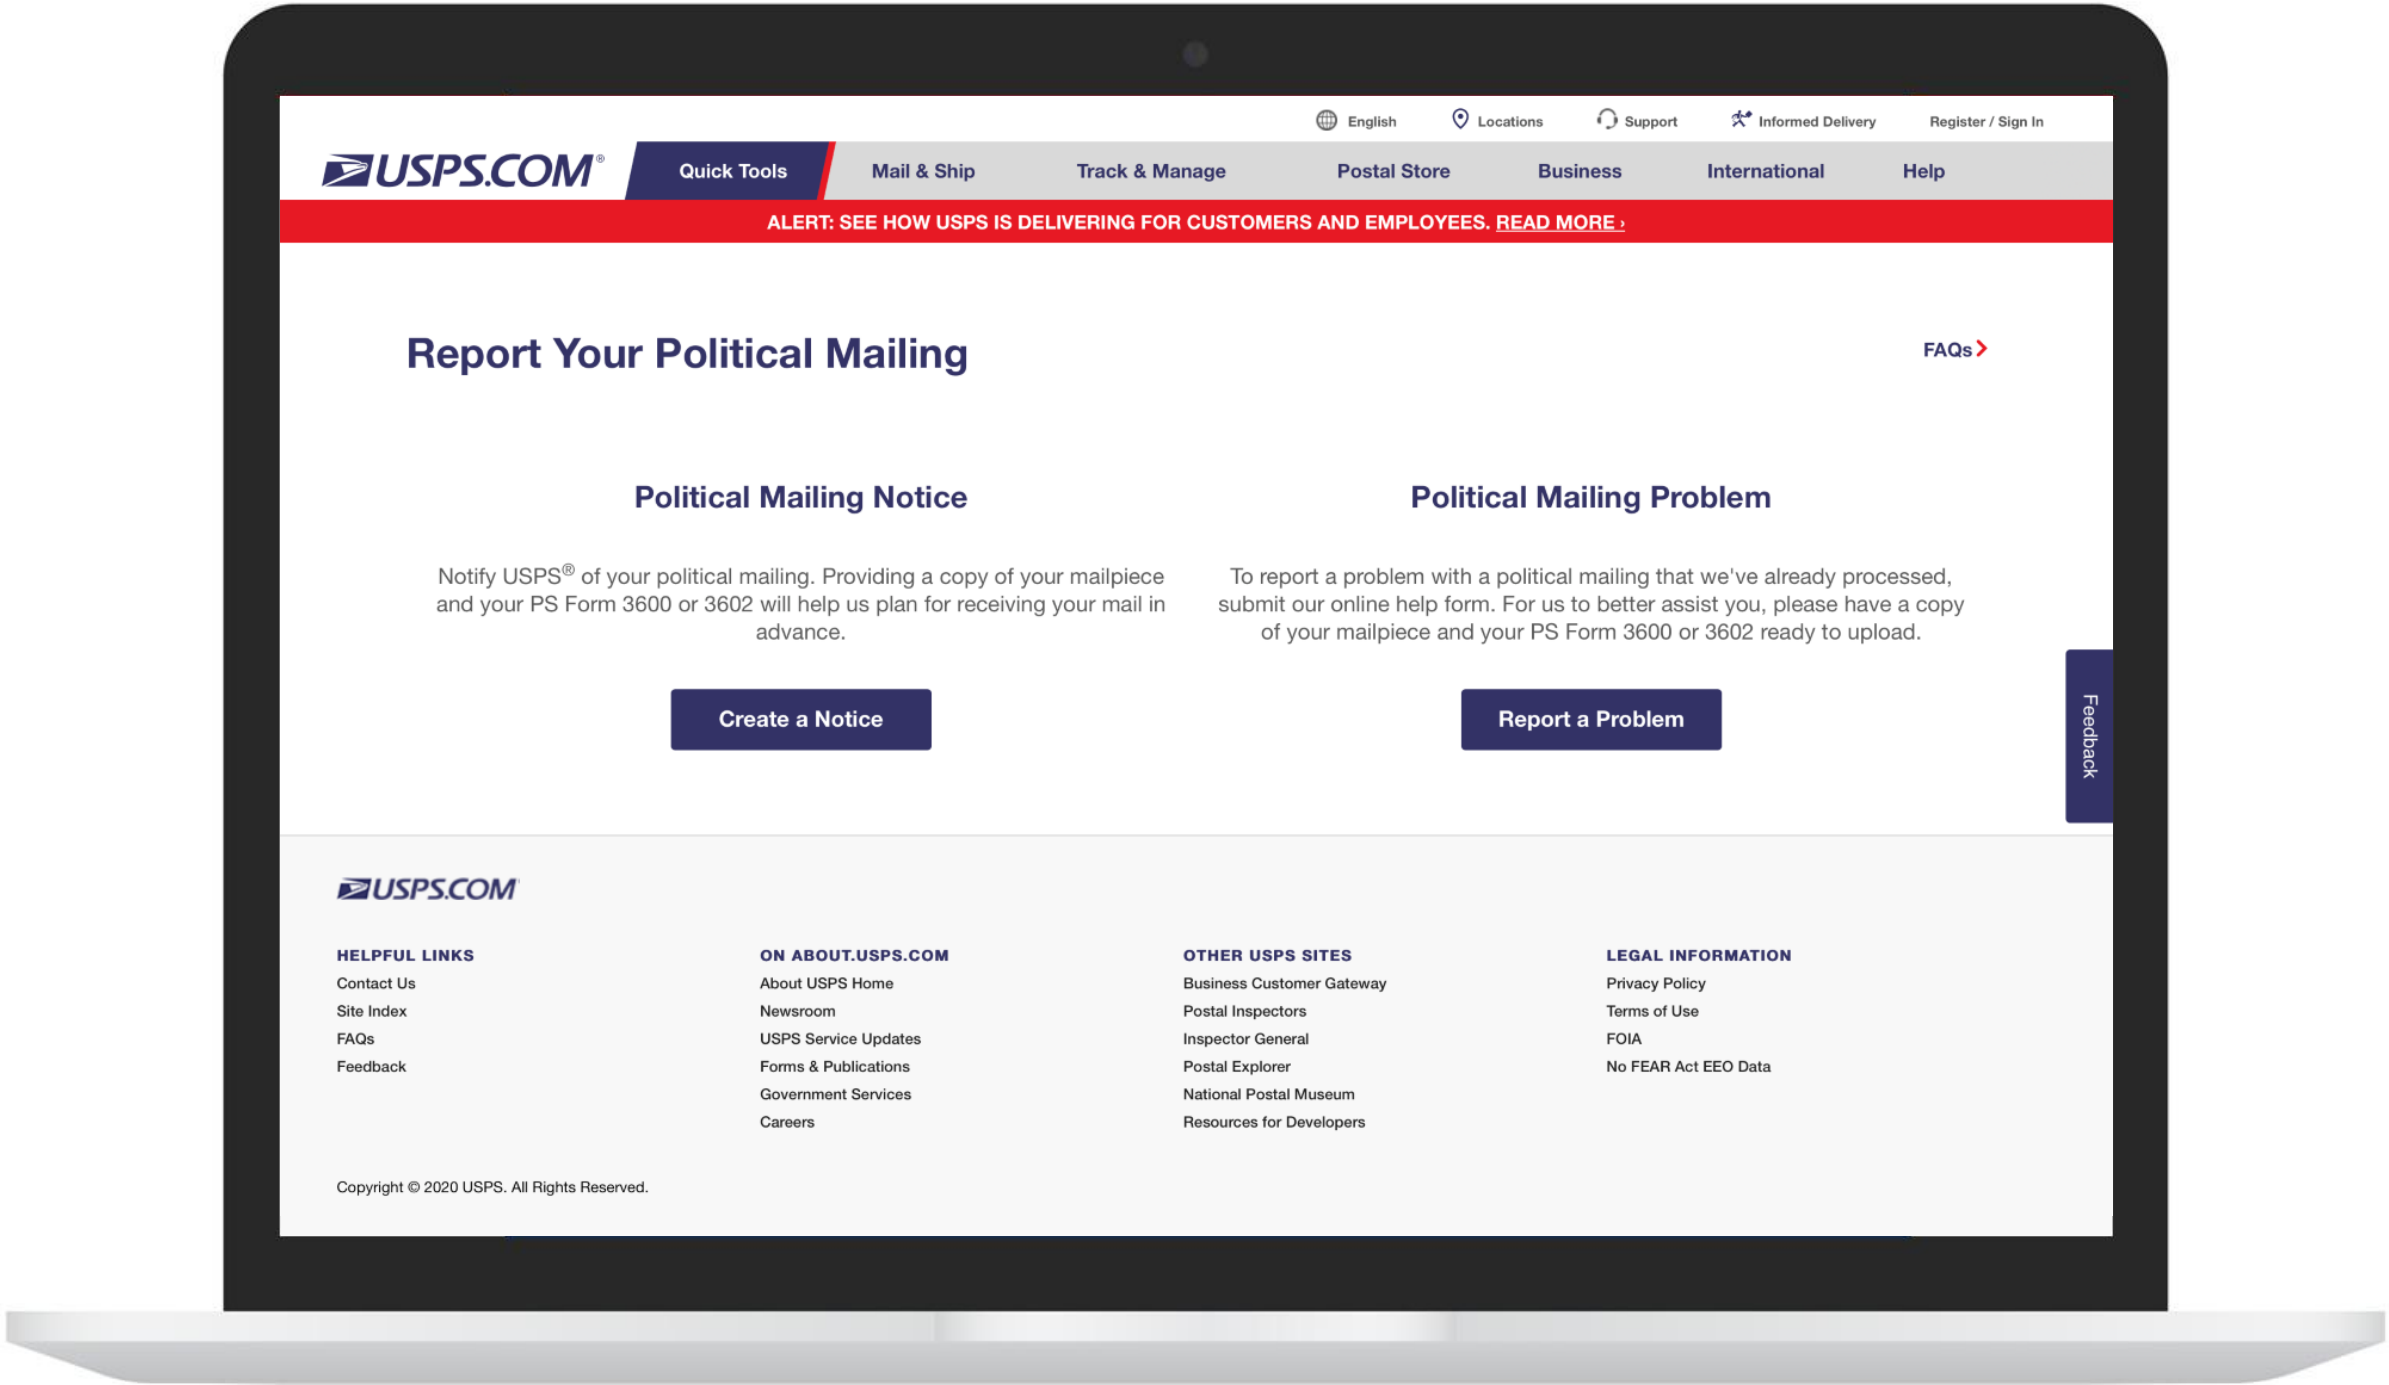 English
Locations
Support
Informed Delivery
Register / Sign In
USPS.COM®
Quick Tools
Mail & Ship
Track & Manage
Postal Store
Business
International
Help
ALERT: SEE HOW USPS IS DELIVERING FOR CUSTOMERS AND EMPLOYEES. READ MORE ›
Report Your Political Mailing
FAQs
Political Mailing Notice
Notify USPS® of your political mailing. Providing a copy of your mailpiece
and your PS Form 3600 or 3602 will help us plan for receiving your mail in
advance.
Create a Notice
Political Mailing Problem
To report a problem with a political mailing that we've already processed,
submit our online help form. For us to better assist you, please have a copy
of your mailpiece and your PS Form 3600 or 3602 ready to upload.
Report a Problem
Feedback
USPS.COM
HELPFUL LINKS
Contact Us
Site Index
FAQs
Feedback
ON ABOUT.USPS.COM
About USPS Home
Newsroom
USPS Service Updates
Forms & Publications
Government Services
Careers
OTHER USPS SITES
Business Customer Gateway
Postal Inspectors
Inspector General
Postal Explorer
National Postal Museum
Resources for Developers
LEGAL INFORMATION
Privacy Policy
Terms of Use
FOIA
No FEAR Act EEO Data
Copyright © 2020 USPS. All Rights Reserved.